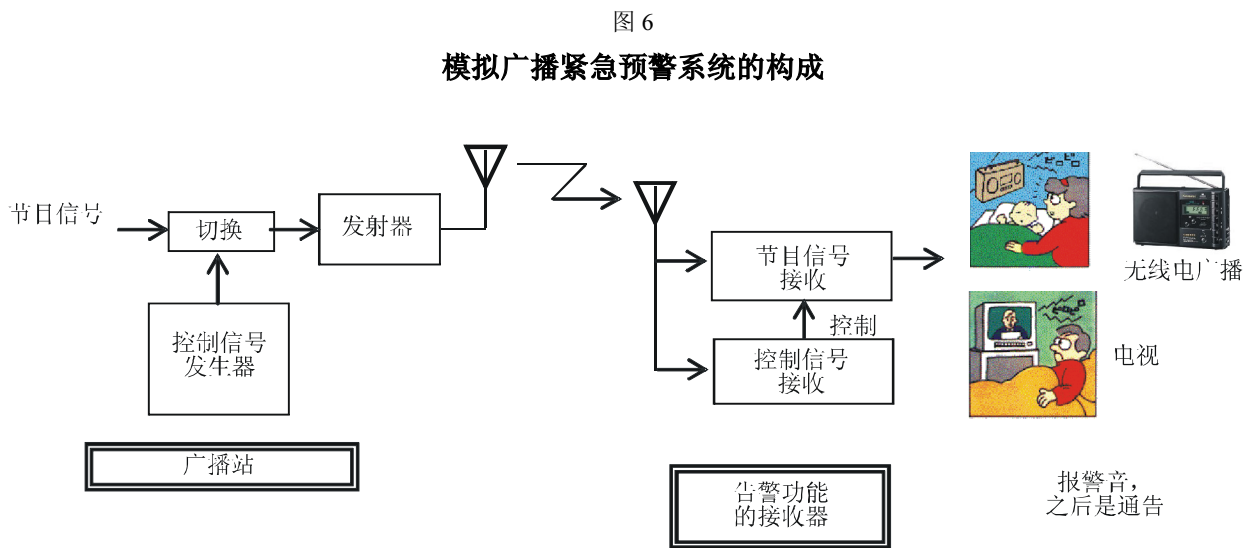 图 6
模拟广播紧急预警系统的构成
节目信号
切换
发射器
控制信号
发生器
广播站
节目信号
接收
控制
控制信号
接收
告警功能
的接收器
无线电广播
电视
报警音，
之后是通告